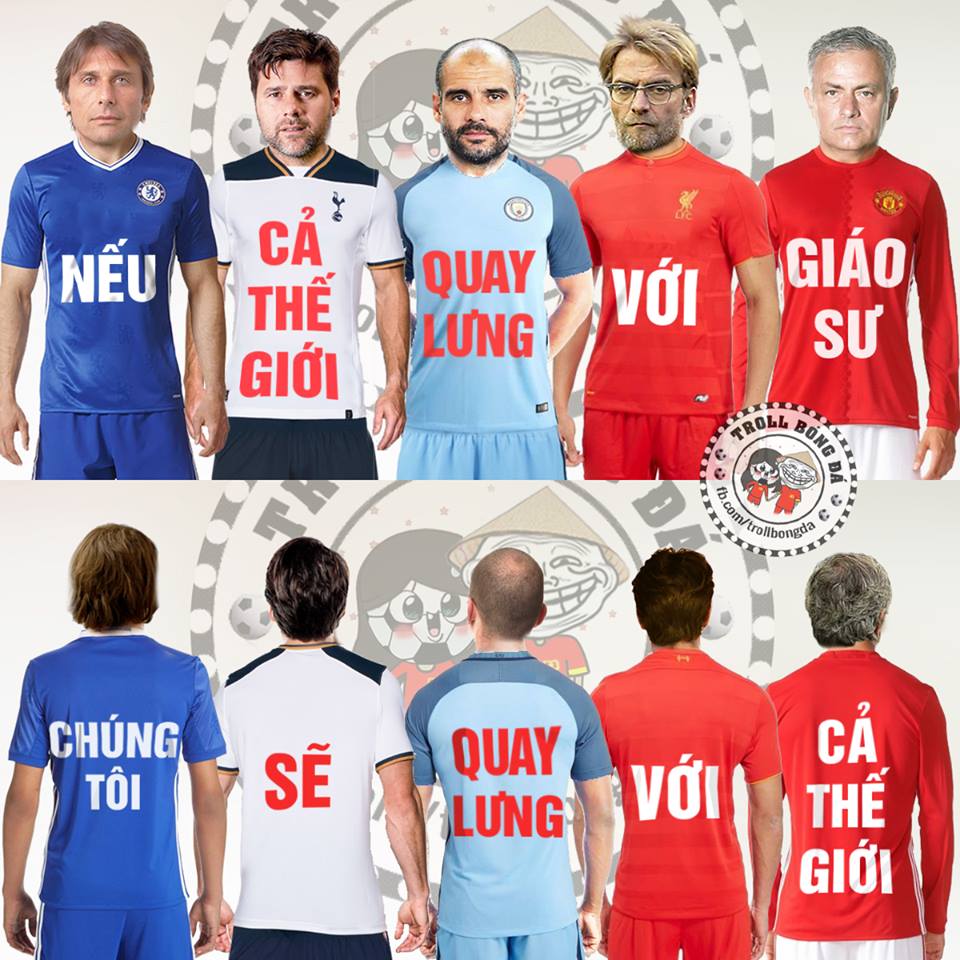 NẾU
CẢ
THẾ
GIỚI
QUAY
LƯNG
VỚI
GIÁO
SƯ
LFC
TROLL BÓNG ĐÁ
fb.com/trollbongda
CHÚNG
TÔI
SẼ
QUAY
LƯNG
VỚI
CẢ
THẾ
GIỚI